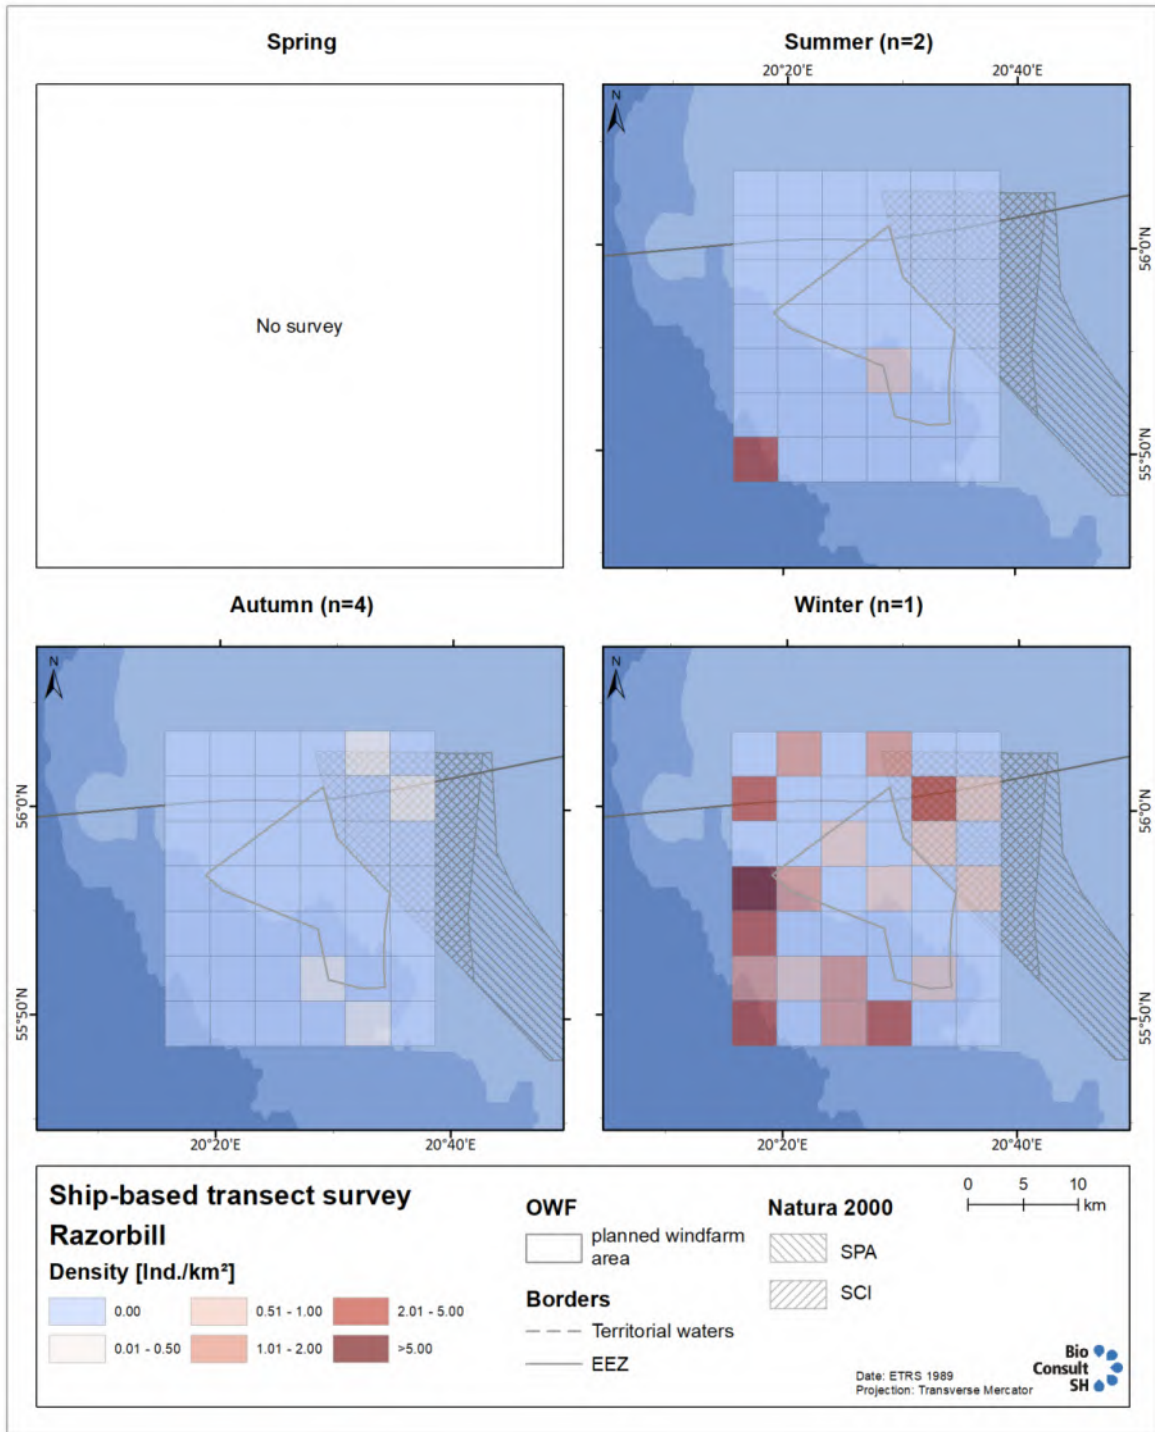 Spring
Summer (n=2)
20°20'E
20°40'E
N
No survey
56°0'N
55°50'N
Autumn (n=4)
Winter (n=1)
N
N
56°0'N
56°0'N
55°50'N
55°50'N
20°20'E
20°40'E
20°20'E
20°40'E
Ship-based transect survey
Razorbill
Density [Ind./km²]
0.00
0.51 - 1.00
2.01 - 5.00
0.01 - 0.50
1.01 - 2.00
>5.00
OWF
planned windfarm
area
Borders
Territorial waters
EEZ
Natura 2000
SPA
SCI
0 5 10
km
Date: ETRS 1989
Projection: Transverse Mercator
Bio
Consult
SH